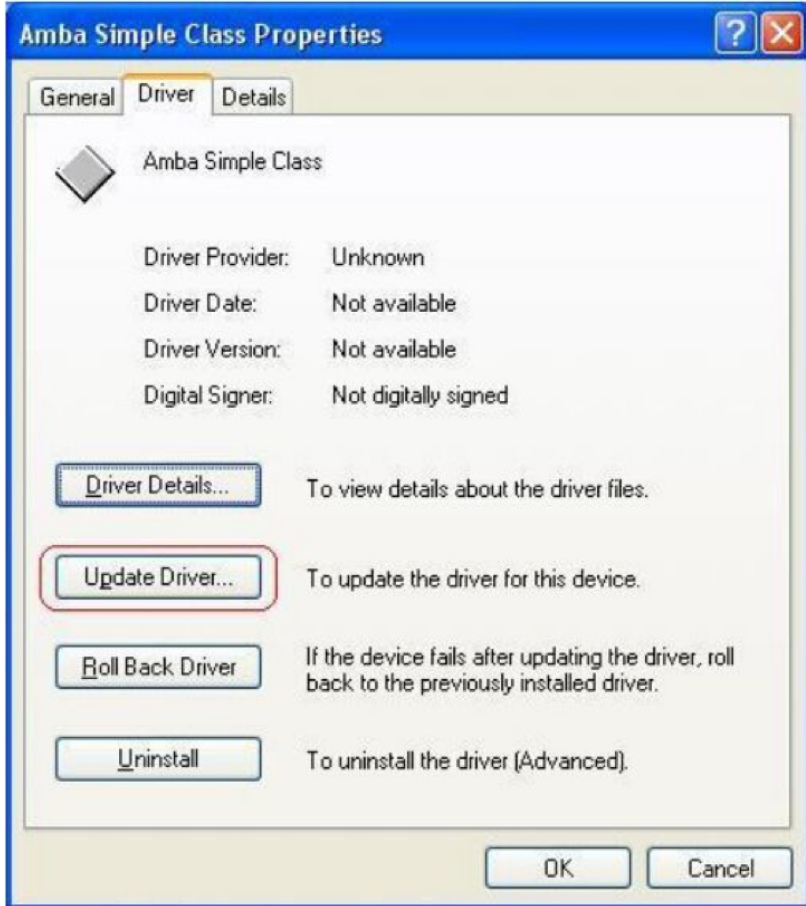 Amba Simple Class Properties
General Driver Details
Amba Simple Class
Driver Provider: Unknown
Driver Date: Not available
Driver Version: Not available
Digital Signer: Not digitally signed
Driver Details... To view details about the driver files.
Update Driver... To update the driver for this device.
Roll Back Driver If the device fails after updating the driver, roll
back to the previously installed driver.
Uninstall To uninstall the driver (Advanced).
OK Cancel